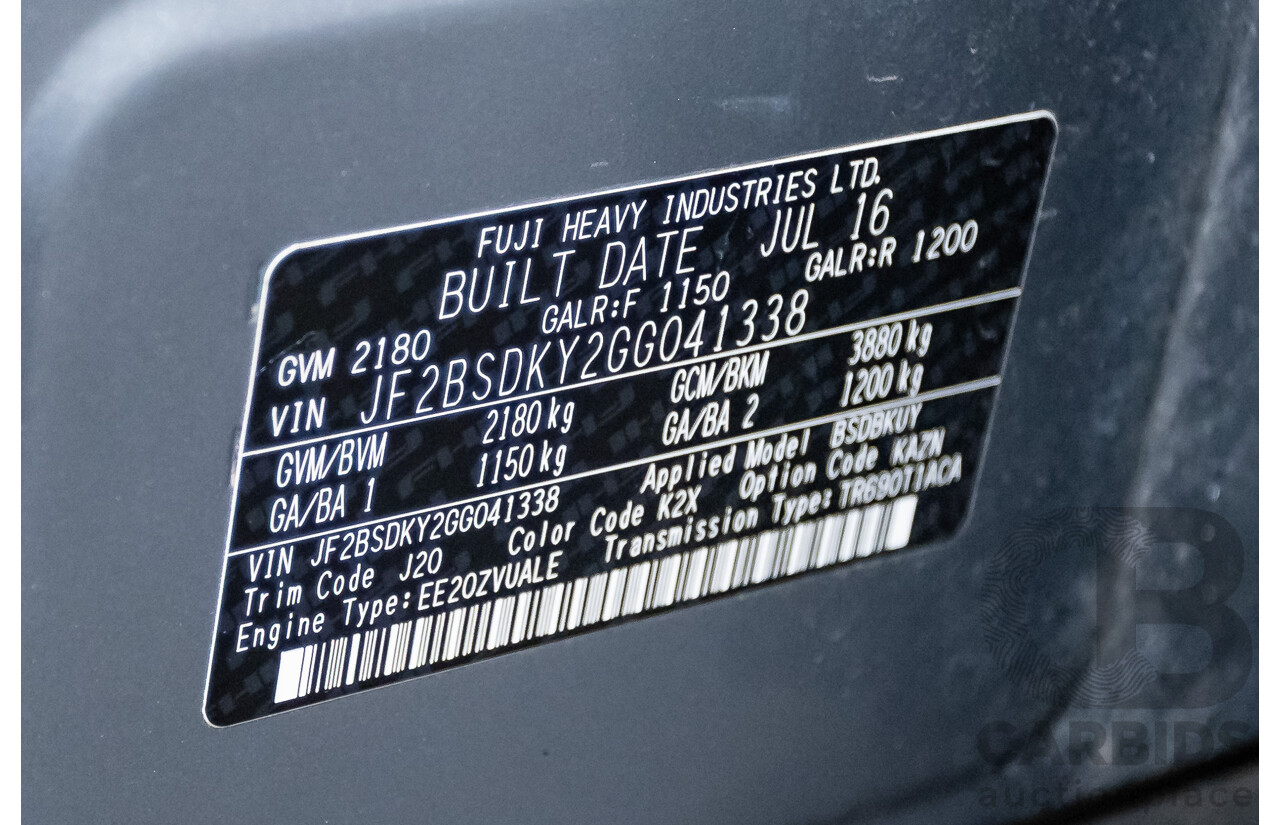 FUJI HEAVY INDUSTRIES LTD.
BUILT DATE JUL 16
GVM 2180 GALR:F 1150 GALR:R 1200
VIN JF2BSDKY2GG041338
GVM/BVM 2180 kg GCM/BKM 3880 kg
GA/BA 1 1150 kg GA/BA 2 1200 kg
VIN JF2BSDKY2GG041338 Applied Model BSDBKUY
Trim Code J20 Color Code K2X Option Code KAZN
Engine Type:EE20ZVUALE Transmission Type:TR690T1ACA
CB
CARBIDS
auction place